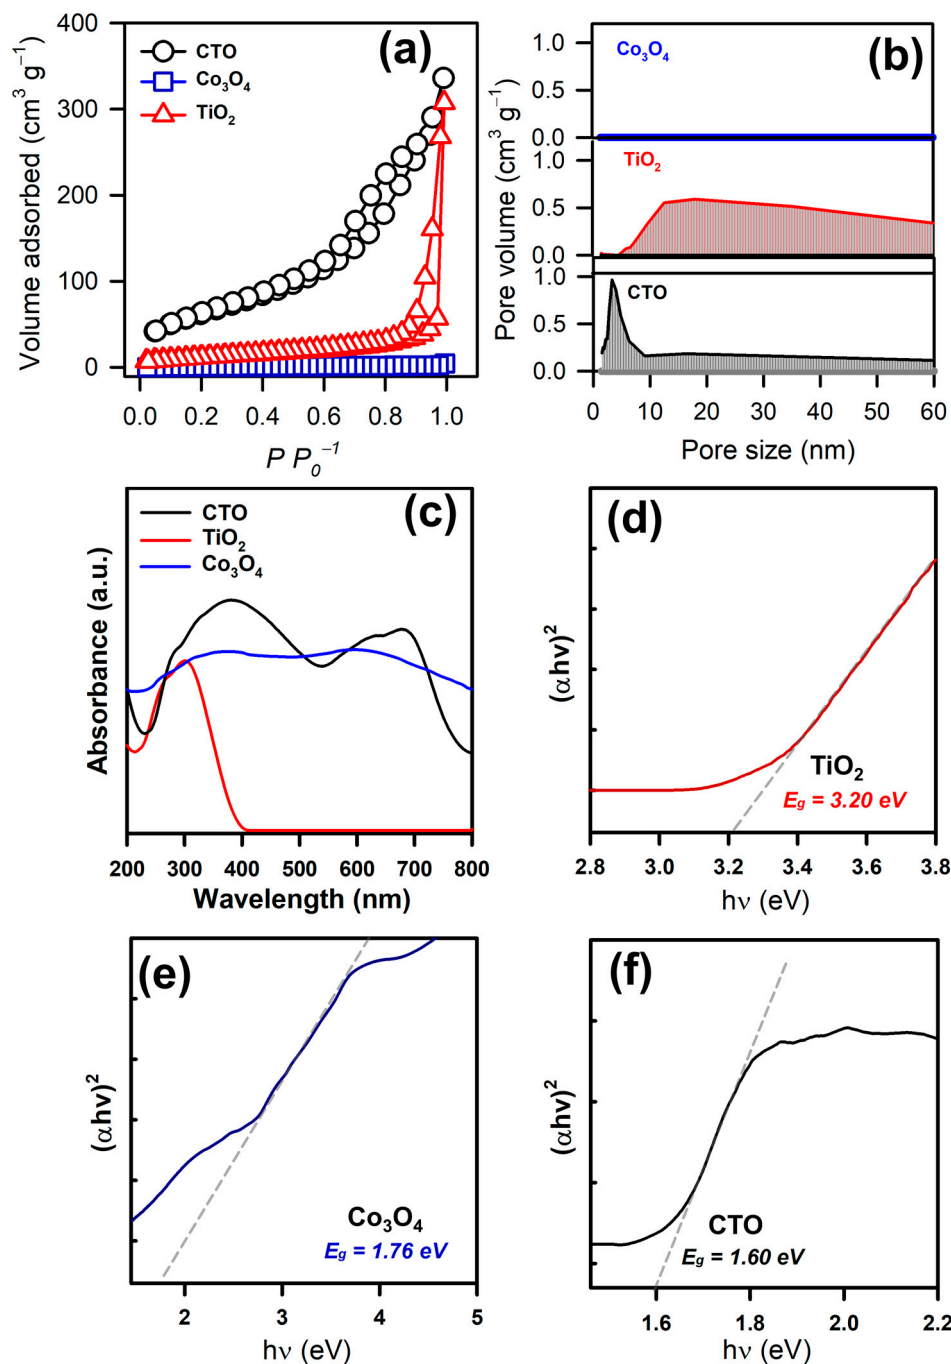 (a)
CTO
Co₃O₄
TiO₂
Volume adsorbed (cm³ g⁻¹)
400
300
200
100
0
0.0 0.2 0.4 0.6 0.8 1.0
P P₀⁻¹
(b)
Co₃O₄
TiO₂
CTO
Pore volume (cm³ g⁻¹)
1.0
0.5
0.0
1.0
0.5
0.0
1.0
0.5
0.0
0 10 20 30 40 50 60
Pore size (nm)
(c)
CTO
TiO₂
Co₃O₄
Absorbance (a.u.)
200 300 400 500 600 700 800
Wavelength (nm)
(d)
(αhν)²
TiO₂
E_g = 3.20 eV
2.8 3.0 3.2 3.4 3.6 3.8
hν (eV)
(e)
(αhν)²
Co₃O₄
E_g = 1.76 eV
2 3 4 5
hν (eV)
(f)
(αhν)²
CTO
E_g = 1.60 eV
1.6 1.8 2.0 2.2
hν (eV)